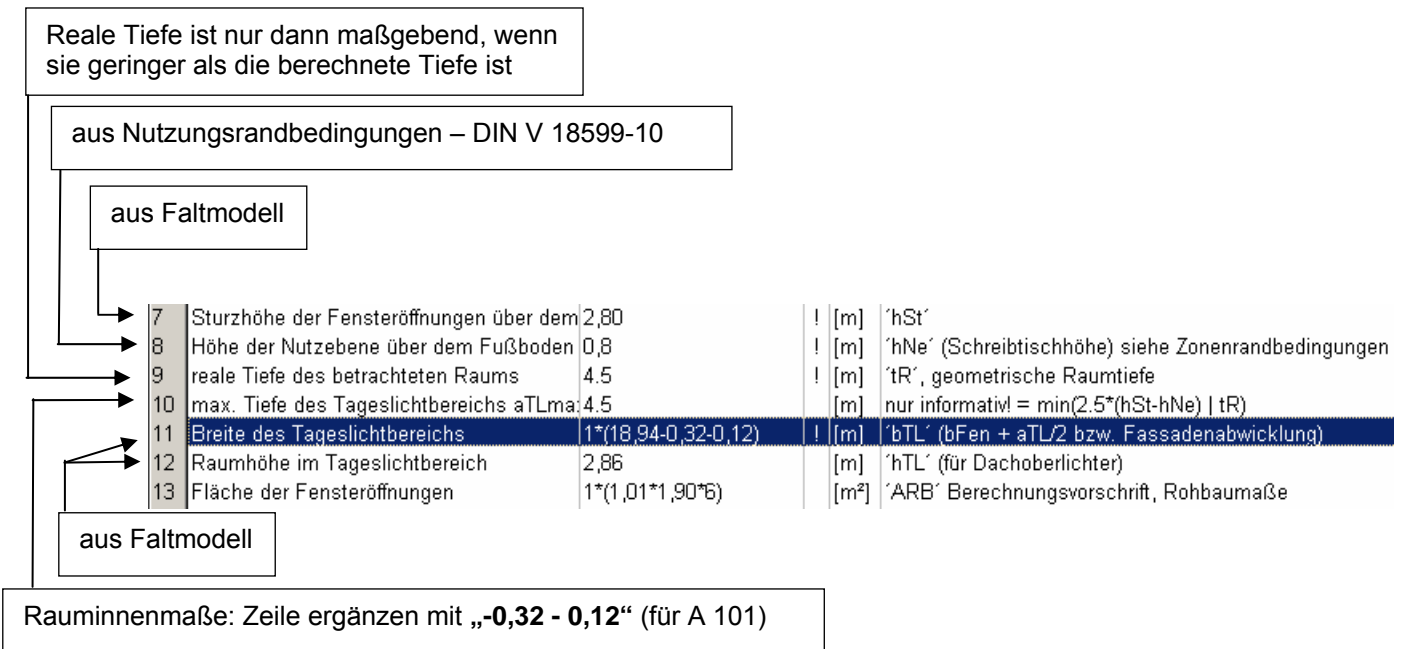 Reale Tiefe ist nur dann maßgebend, wenn
sie geringer als die berechnete Tiefe ist
aus Nutzungsrandbedingungen – DIN V 18599-10
aus Faltmodell
7 Sturzhöhe der Fensteröffnungen über dem 2,80 ! [m] ´hSt´
8 Höhe der Nutzebene über dem Fußboden 0,8 ! [m] ´hNe´ (Schreibtischhöhe) siehe Zonenrandbedingungen
9 reale Tiefe des betrachteten Raums 4.5 ! [m] ´tR´, geometrische Raumtiefe
10 max. Tiefe des Tageslichtbereichs aTLma: 4.5 [m] nur informativ! = min(2.5*(hSt-hNe) | tR)
11 Breite des Tageslichtbereichs 1*(18,94-0,32-0,12) ! [m] ´bTL´ (bFen + aTL/2 bzw. Fassadenabwicklung)
12 Raumhöhe im Tageslichtbereich 2,86 [m] ´hTL´ (für Dachoberlichter)
13 Fläche der Fensteröffnungen 1*(1,01*1,90*6) [m²] ´ARB´ Berechnungsvorschrift, Rohbaumaße
aus Faltmodell
Rauminnenmaße: Zeile ergänzen mit „-0,32 - 0,12“ (für A 101)